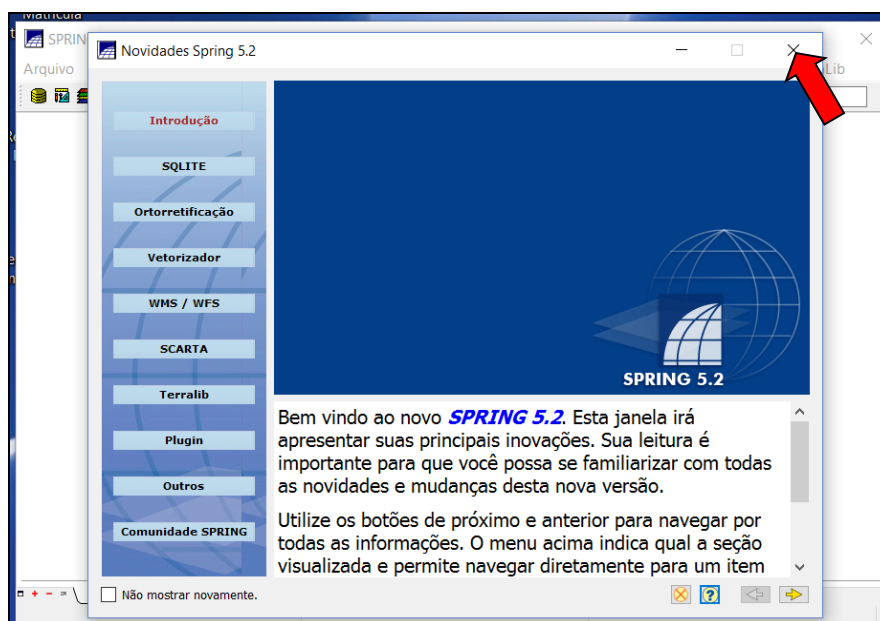 Matrícula
SPRIN
Novidades Spring 5.2
Arquivo
Lib
Introdução
SQLITE
Ortorretificação
Vetorizador
WMS / WFS
SCARTA
Terralib
Plugin
Outros
Comunidade SPRING
SPRING 5.2
Bem vindo ao novo SPRING 5.2. Esta janela irá
apresentar suas principais inovações. Sua leitura é
importante para que você possa se familiarizar com todas
as novidades e mudanças desta nova versão.
Utilize os botões de próximo e anterior para navegar por
todas as informações. O menu acima indica qual a seção
visualizada e permite navegar diretamente para um item
Não mostrar novamente.